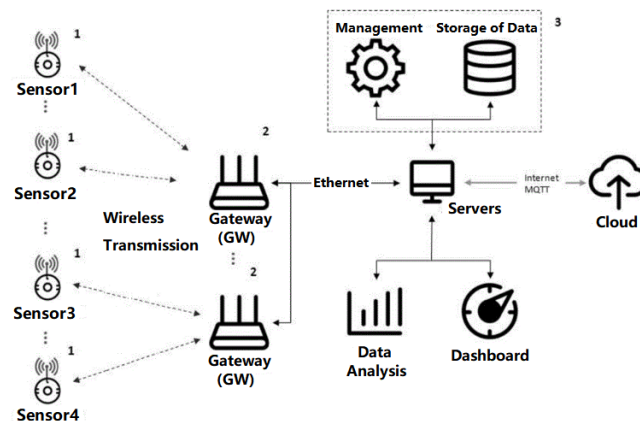 1
Sensor1
1
Sensor2
Wireless
Transmission
1
Sensor3
1
Sensor4
2
Gateway
(GW)
2
Gateway
(GW)
Ethernet
Management
Storage of Data
3
Servers
Internet
MQTT
Cloud
Data
Analysis
Dashboard